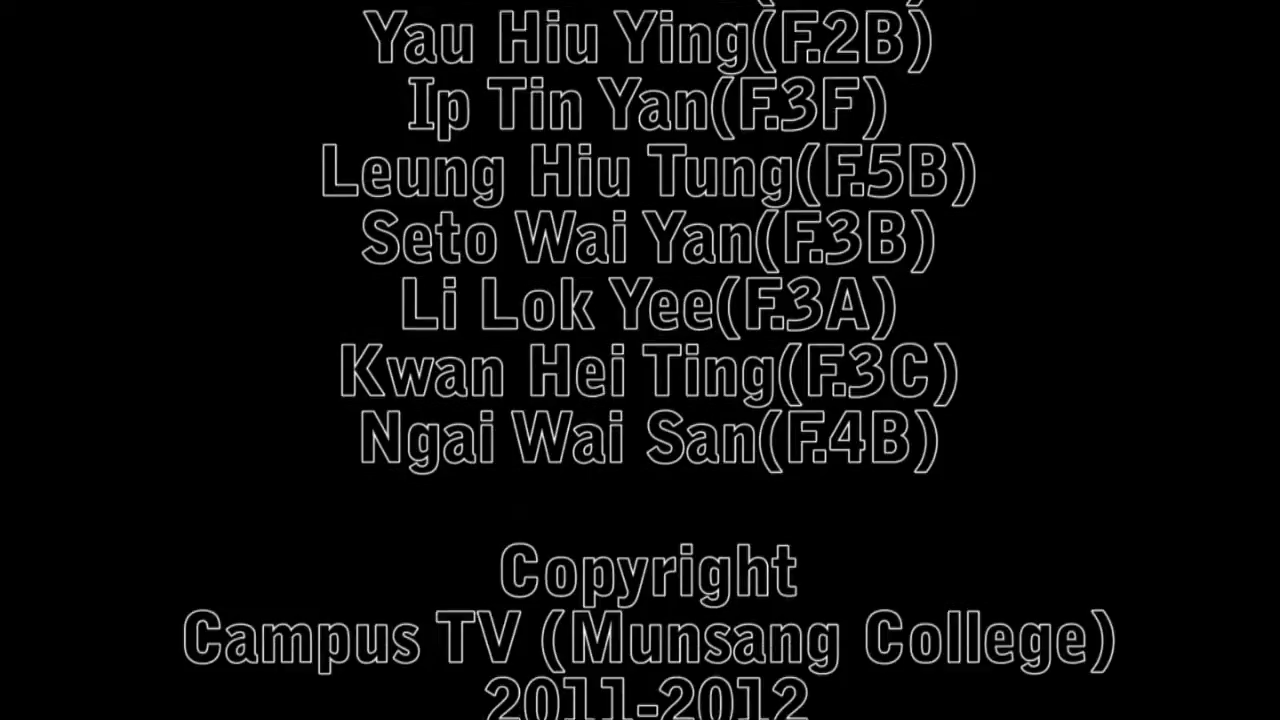 Yau Hiu Ying(F.2B)
Ip Tin Yan(F.3F)
Leung Hiu Tung(F.5B)
Seto Wai Yan(F.3B)
Li Lok Yee(F.3A)
Kwan Hei Ting(F.3C)
Ngai Wai San(F.4B)
Copyright
Campus TV (Munsang College)
2011-2012